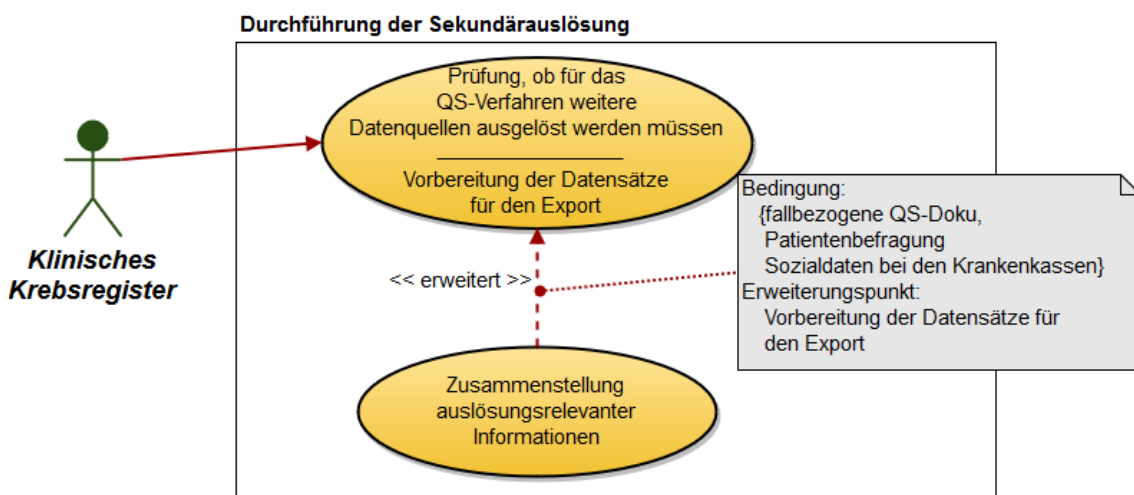 Durchführung der Sekundärauslösung
Prüfung, ob für das
QS-Verfahren weitere
Datenquellen ausgelöst werden müssen
Vorbereitung der Datensätze
für den Export
Klinisches
Krebsregister
<< erweitert >>
Bedingung:
{fallbezogene QS-Doku,
Patientenbefragung
Sozialdaten bei den Krankenkassen}
Erweiterungspunkt:
Vorbereitung der Datensätze für
den Export
Zusammenstellung
auslösungsrelevanter
Informationen